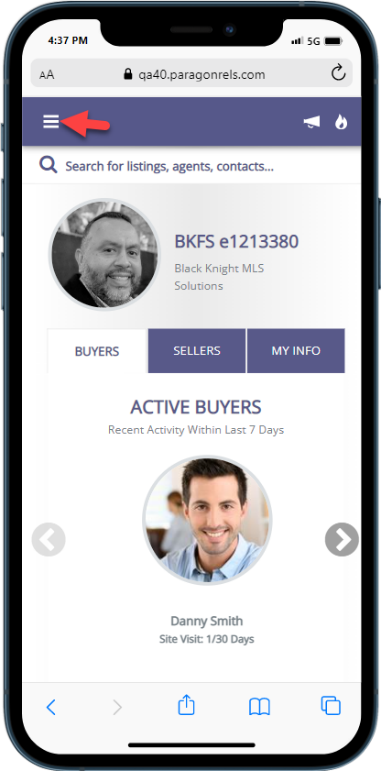 4:37 PM
5G
AA
qa40.paragonrels.com
Search for listings, agents, contacts...
BKFS e1213380
Black Knight MLS
Solutions
BUYERS
SELLERS
MY INFO
ACTIVE BUYERS
Recent Activity Within Last 7 Days
Danny Smith
Site Visit: 1/30 Days